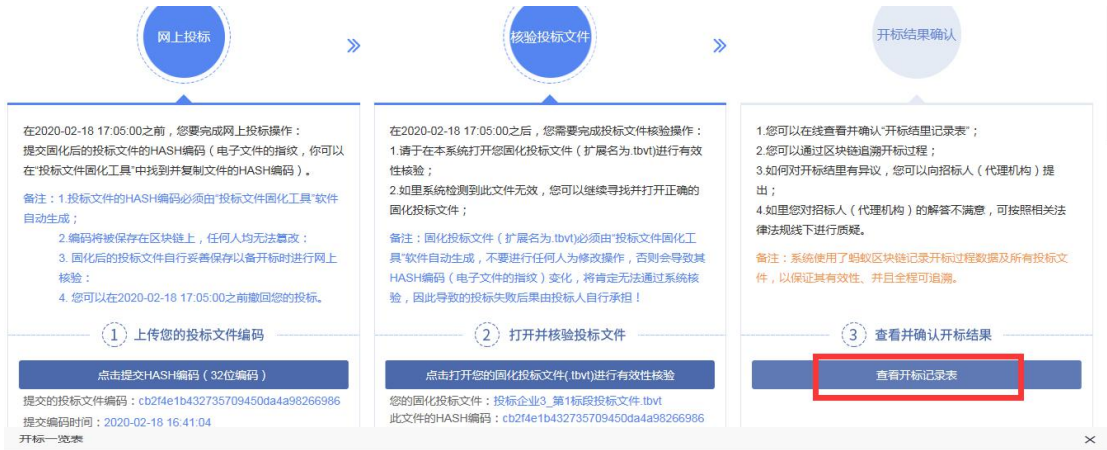 网上投标
核验投标文件
开标结果确认
在2020-02-18 17:05:00之前，您要完成网上投标操作：
提交固化后的投标文件的HASH编码（电子文件的指纹，你可以
在“投标文件固化工具”中找到并复制文件的HASH编码）。
备注：1.投标文件的HASH编码必须由“投标文件固化工具”软件
自动生成；
2.编码将被保存在区块链上，任何人均无法篡改：
3. 固化后的投标文件自行妥善保存以备开标时进行网上
核验：
4. 您可以在2020-02-18 17:05:00之前撤回您的投标。
1 上传您的投标文件编码
点击提交HASH编码（32位编码）
提交的投标文件编码：cb2f4e1b432735709450da4a98266986
提交编码时间：2020-02-18 16:41:04
在2020-02-18 17:05:00之后，您需要完成投标文件核验操作：
1.请于在本系统打开您固化投标文件（扩展名为.tbvt)进行有效
性核验；
2.如里系统检测到此文件无效，您可以继续寻找并打开正确的
固化投标文件；
备注：固化投标文件（扩展名为.tbvt)必须由“投标文件固化工
具”软件自动生成，不要进行任何人为修改操作，否则会导致其
HASH编码（电子文件的指纹）变化，将肯定无法通过系统核
验，因此导致的投标失败后果由投标人自行承担！
2 打开并核验投标文件
点击打开您的固化投标文件(.tbvt)进行有效性核验
您的固化投标文件：投标企业3_第1标段投标文件.tbvt
此文件的HASH编码：cb2f4e1b432735709450da4a98266986
1.您可以在线查看并确认“开标结里记录表”；
2.您可以通过区块链追溯开标过程；
3.如何对开标结里有异议，您可以向招标人（代理机构）提
出；
4.如里您对招标人（代理机构）的解答不满意，可按照相关法
律法规线下进行质疑。
备注：系统使用了蚂蚁区块链记录开标过程数据及所有投标文
件，以保证其有效性、并且全程可追溯。
3 查看并确认开标结果
查看开标记录表
开标一览表